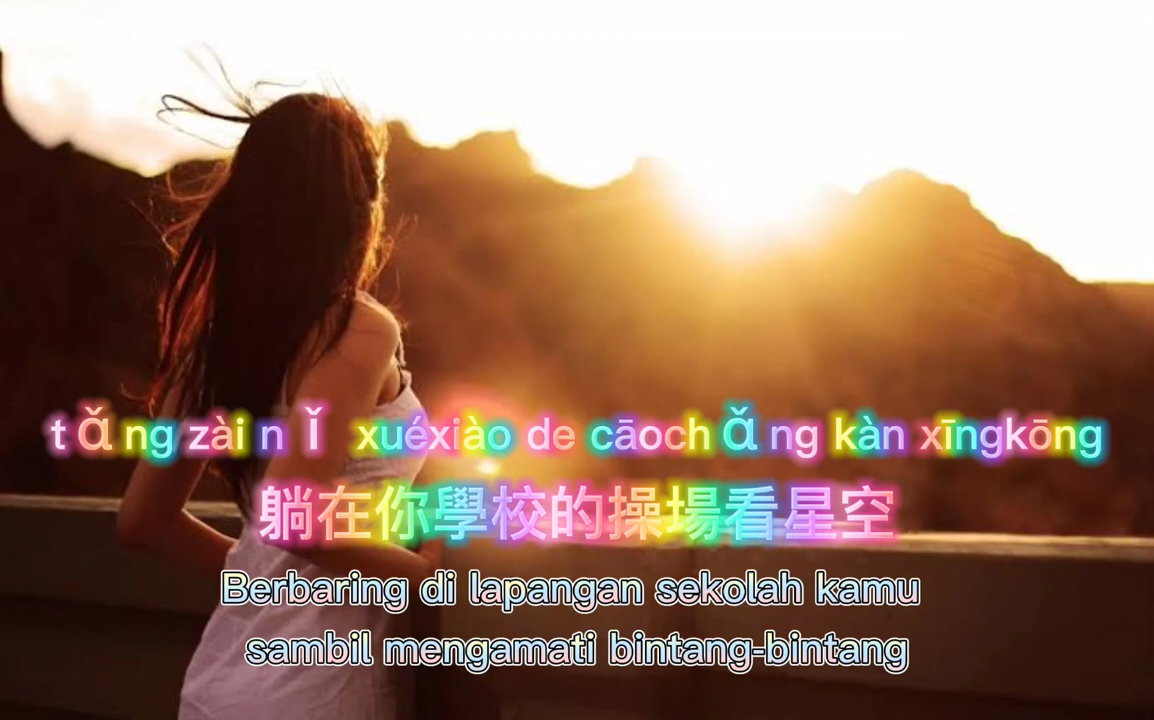 tǎng zài nǐ xuéxiào de cāochǎng kàn xīngkōng
躺在你學校的操場看星空
Berbaring di lapangan sekolah kamu
sambil mengamati bintang-bintang